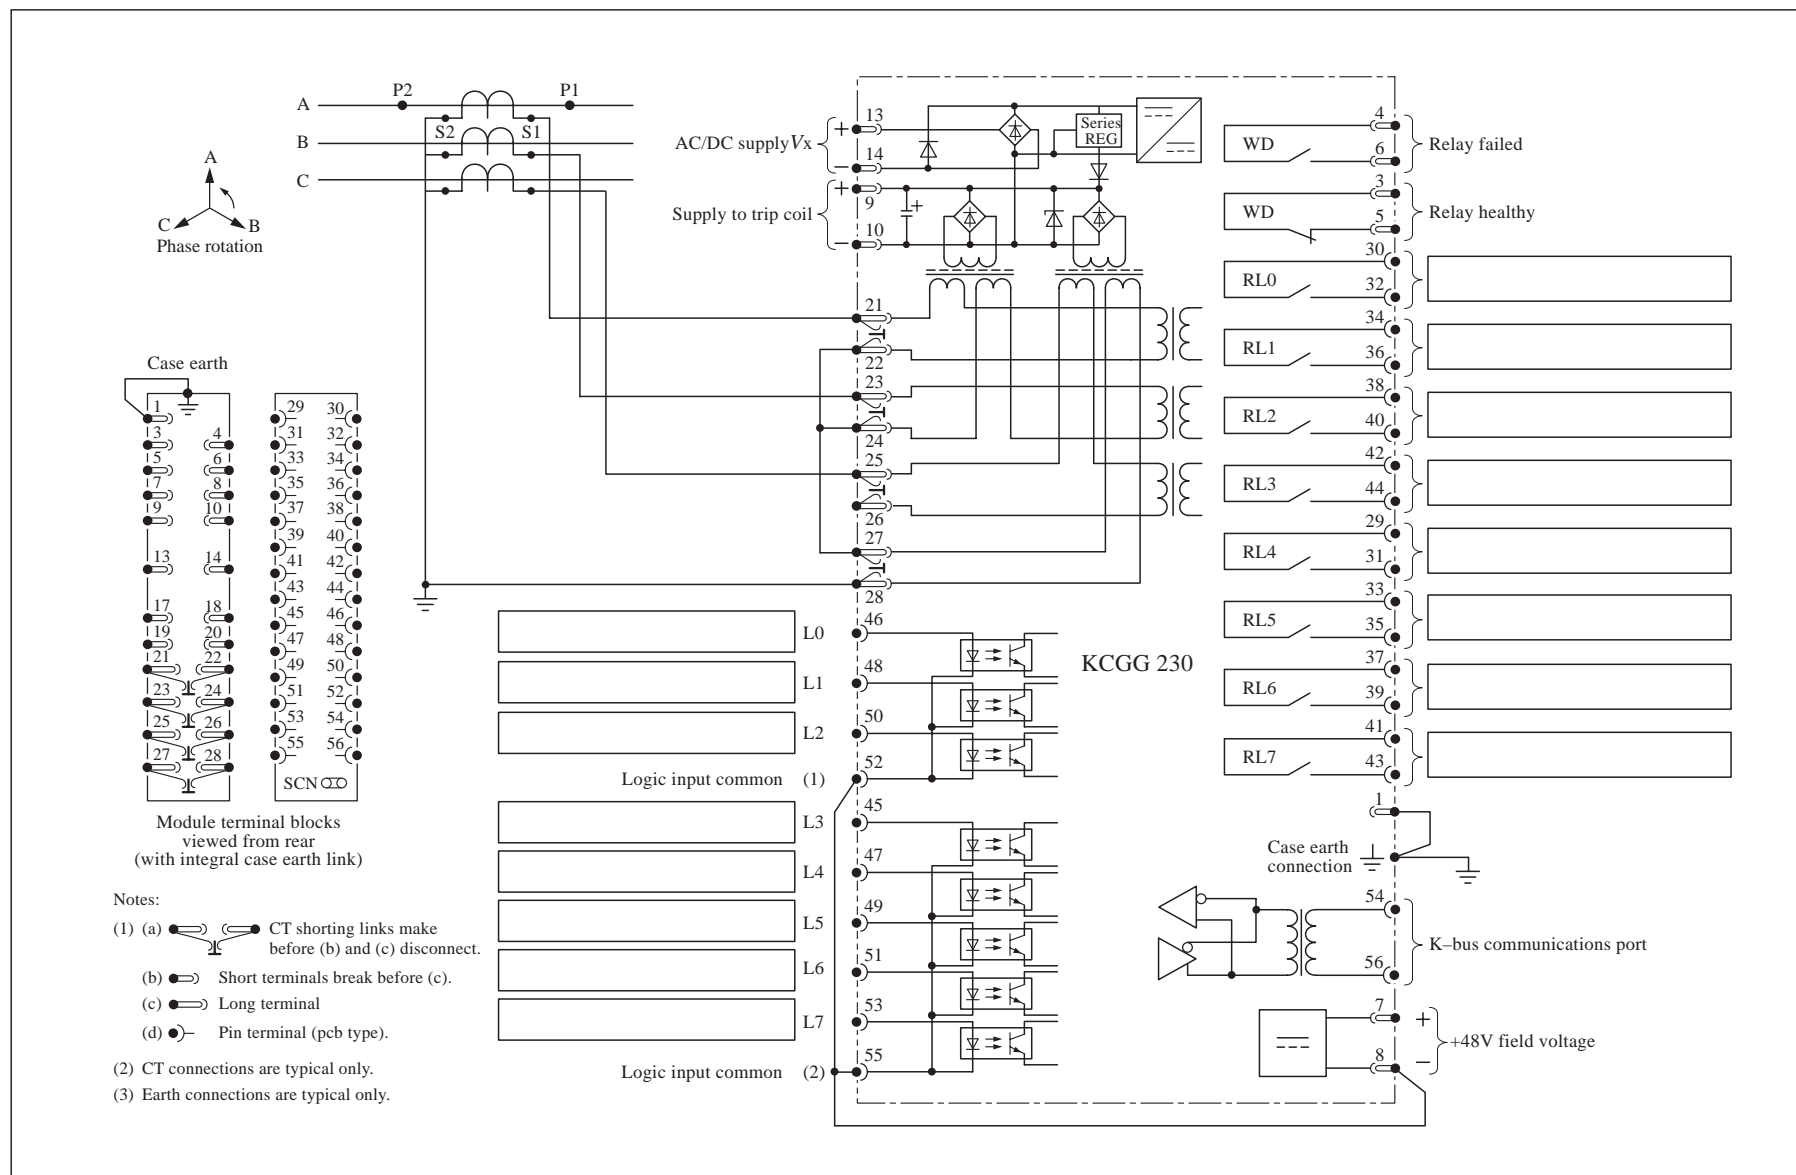 P2
P1
A
S2
S1
B
C
A
C
B
Phase rotation
Case earth
1
3 4
5 6
7 8
9 10
13 14
17 18
19 20
21 22
23 24
25 26
27 28
29 30
31 32
33 34
35 36
37 38
39 40
41 42
43 44
45 46
47 48
49 50
51 52
53 54
55 56
SCN
Module terminal blocks
viewed from rear
(with integral case earth link)
Notes:
(1) (a) CT shorting links make
before (b) and (c) disconnect.
(b) Short terminals break before (c).
(c) Long terminal
(d) Pin terminal (pcb type).
(2) CT connections are typical only.
(3) Earth connections are typical only.
AC/DC supply Vx
+ 13
− 14
Supply to trip coil
+ 9
− 10
+
Series
REG
21
22
23
24
25
26
27
28
L0 46
L1 48
L2 50
Logic input common (1) 52
L3 45
L4 47
L5 49
L6 51
L7 53
Logic input common (2) 55
KCGG 230
WD 4 6 Relay failed
WD 3 5 Relay healthy
RL0 30 32
RL1 34 36
RL2 38 40
RL3 42 44
RL4 29 31
RL5 33 35
RL6 37 39
RL7 41 43
1
Case earth
connection
54
56
K–bus communications port
7 +
8 −
+48V field voltage